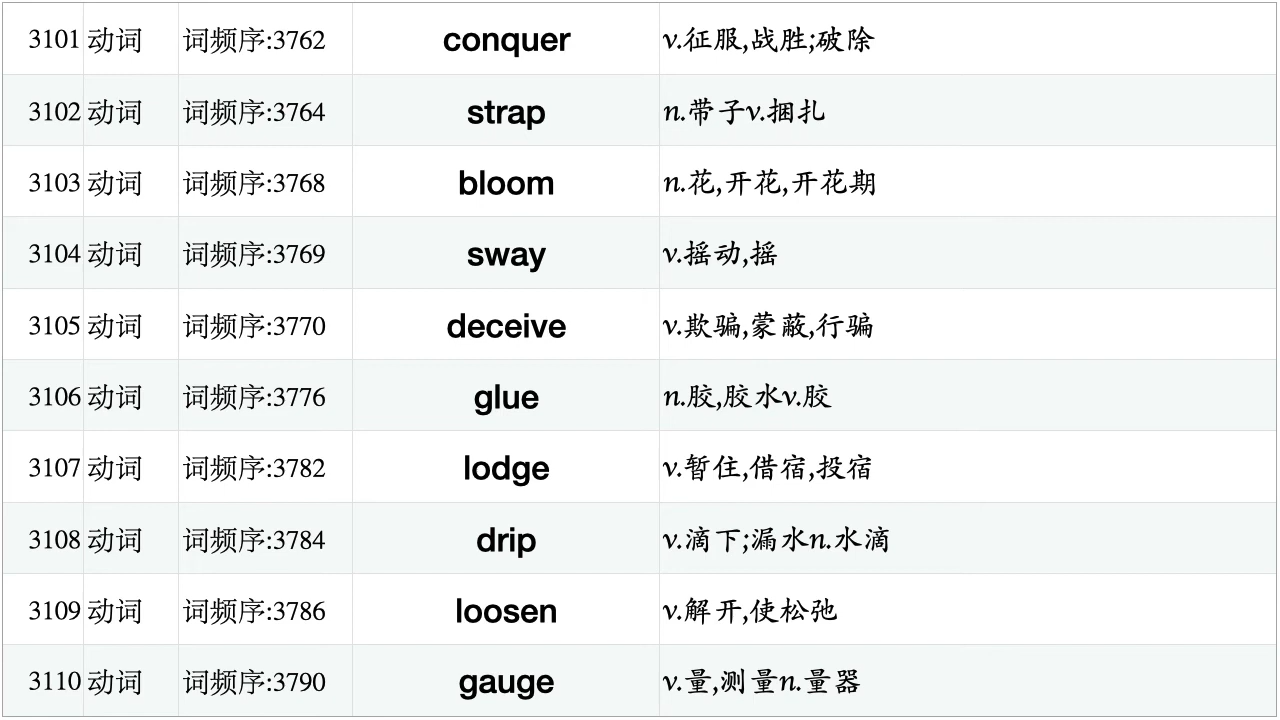 3101 动词 词频序:3762 conquer v.征服,战胜;破除
3102 动词 词频序:3764 strap n.带子v.捆扎
3103 动词 词频序:3768 bloom n.花,开花,开花期
3104 动词 词频序:3769 sway v.摇动,摇
3105 动词 词频序:3770 deceive v.欺骗,蒙蔽,行骗
3106 动词 词频序:3776 glue n.胶,胶水v.胶
3107 动词 词频序:3782 lodge v.暂住,借宿,投宿
3108 动词 词频序:3784 drip v.滴下;漏水n.水滴
3109 动词 词频序:3786 loosen v.解开,使松弛
3110 动词 词频序:3790 gauge v.量,测量n.量器